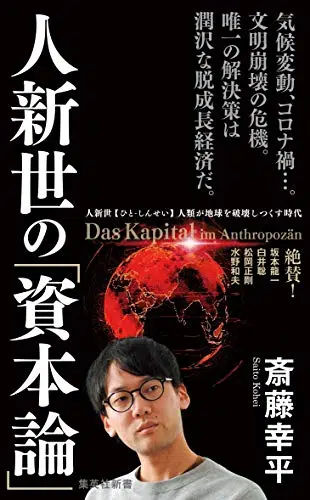 気候変動、コロナ禍…。
文明崩壊の危機。
唯一の解決策は
潤沢な脱成長経済だ。
人新世の「資本論」
人新世【ひと-しんせい】人類が地球を破壊しつくす時代
Das Kapital im Anthropozän
絶賛!
坂本龍一
白井聡
松岡正剛
水野和夫
斎藤幸平
Saito Kohei
集英社新書